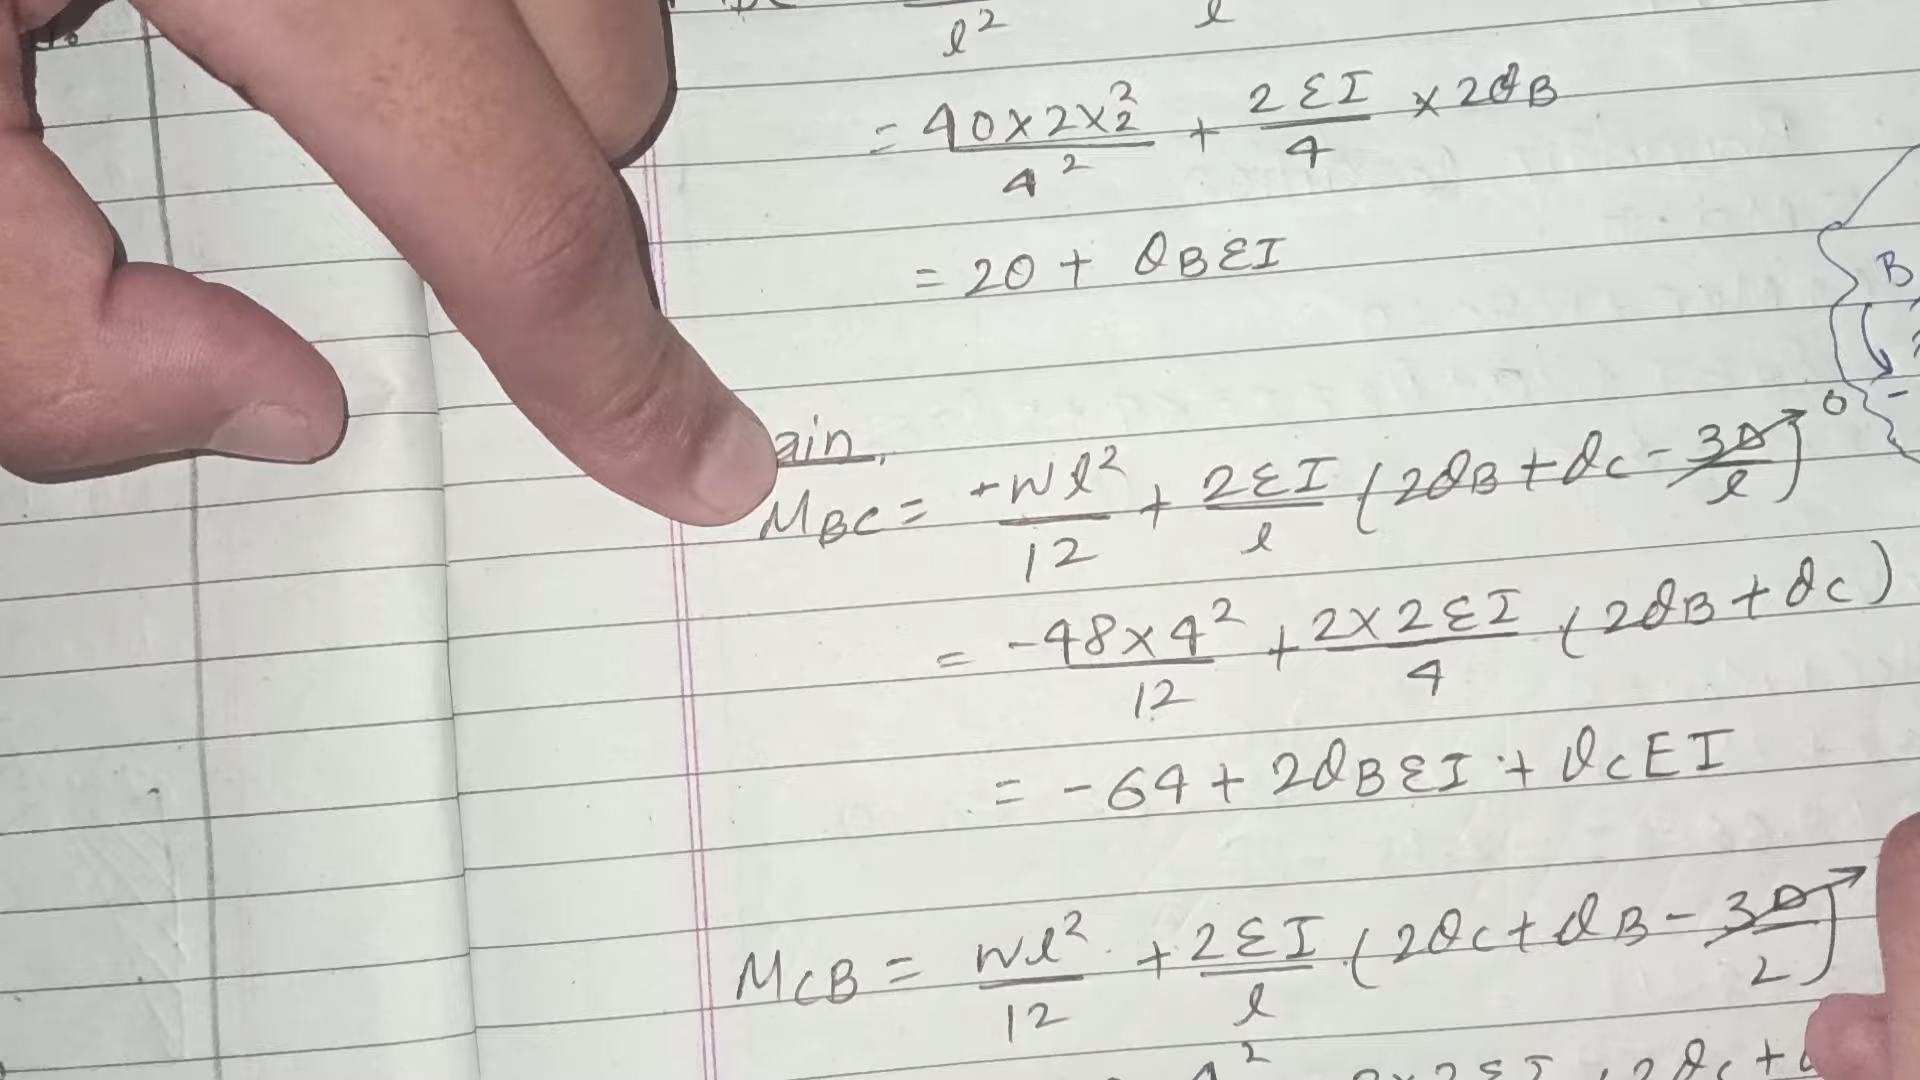 l² l
= 40×2×2²/4² + 2EI/4 × 2θB
= 20 + θBEI
B
ain,
MBC = +wl²/12 + 2EI/l (2θB + θC - 3Δ/l) 0
= -48×4²/12 + 2×2EI/4 (2θB + θC)
= -64 + 2θBEI + θCEI
MCB = wl²/12 + 2EI/l (2θC + θB - 3Δ/L)